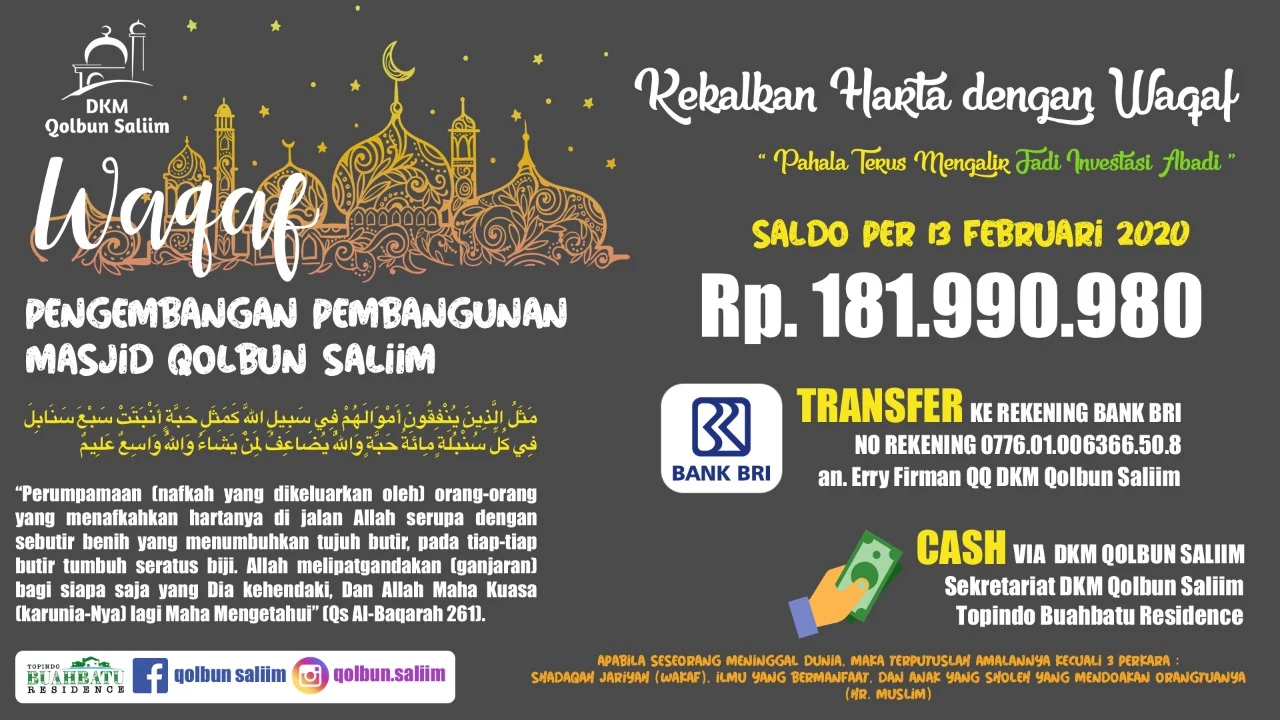 DKM
Qolbun Saliim
Waqaf
PENGEMBANGAN PEMBANGUNAN
MASJID QOLBUN SALIIM
مَثَلُ الَّذِينَ يُنْفِقُونَ أَمْوَالَهُمْ فِي سَبِيلِ اللَّهِ كَمَثَلِ حَبَّةٍ أَنْبَتَتْ سَبْعَ سَنَابِلَ
فِي كُلِّ سُنْبُلَةٍ مِائَةُ حَبَّةٍ وَاللَّهُ يُضَاعِفُ لِمَنْ يَشَاءُ وَاللَّهُ وَاسِعٌ عَلِيمٌ
“Perumpamaan (nafkah yang dikeluarkan oleh) orang-orang
yang menafkahkan hartanya di jalan Allah serupa dengan
sebutir benih yang menumbuhkan tujuh butir, pada tiap-tiap
butir tumbuh seratus biji. Allah melipatgandakan (ganjaran)
bagi siapa saja yang Dia kehendaki, Dan Allah Maha Kuasa
(karunia-Nya) lagi Maha Mengetahui” (Qs Al-Baqarah 261).
TOPINDO
BUAHBATU
RESIDENCE
qolbun saliim
qolbun.saliim
Kekalkan Harta dengan Waqaf
“ Pahala Terus Mengalir Jadi Investasi Abadi ”
SALDO PER 13 FEBRUARI 2020
Rp. 181.990.980
BANK BRI
TRANSFER KE REKENING BANK BRI
NO REKENING 0776.01.006366.50.8
an. Erry Firman QQ DKM Qolbun Saliim
CASH VIA DKM QOLBUN SALIIM
Sekretariat DKM Qolbun Saliim
Topindo Buahbatu Residence
APABILA SESEORANG MENINGGAL DUNIA, MAKA TERPUTUSLAH AMALANNYA KECUALI 3 PERKARA :
SHADAQAH JARIYAH (WAKAF), ILMU YANG BERMANFAAT, DAN ANAK YANG SHOLEH YANG MENDOAKAN ORANGTUANYA
(HR. MUSLIM)